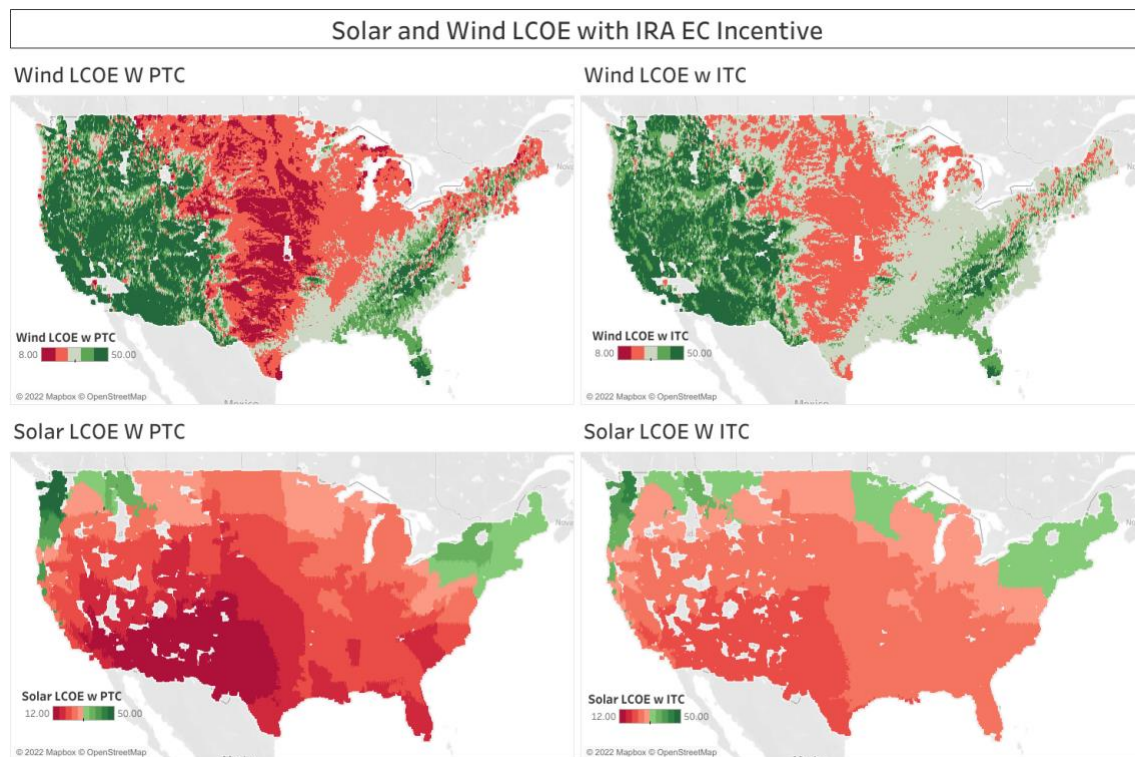 Solar and Wind LCOE with IRA EC Incentive
Wind LCOE W PTC
Wind LCOE w PTC
8.00 50.00
© 2022 Mapbox © OpenStreetMap
Mexico
Wind LCOE w ITC
Nova
Wind LCOE w ITC
8.00 50.00
© 2022 Mapbox © OpenStreetMap
Mexico
Solar LCOE W PTC
Solar LCOE w PTC
12.00 50.00
© 2022 Mapbox © OpenStreetMap
Solar LCOE W ITC
Solar LCOE w ITC
12.00 50.00
© 2022 Mapbox © OpenStreetMap